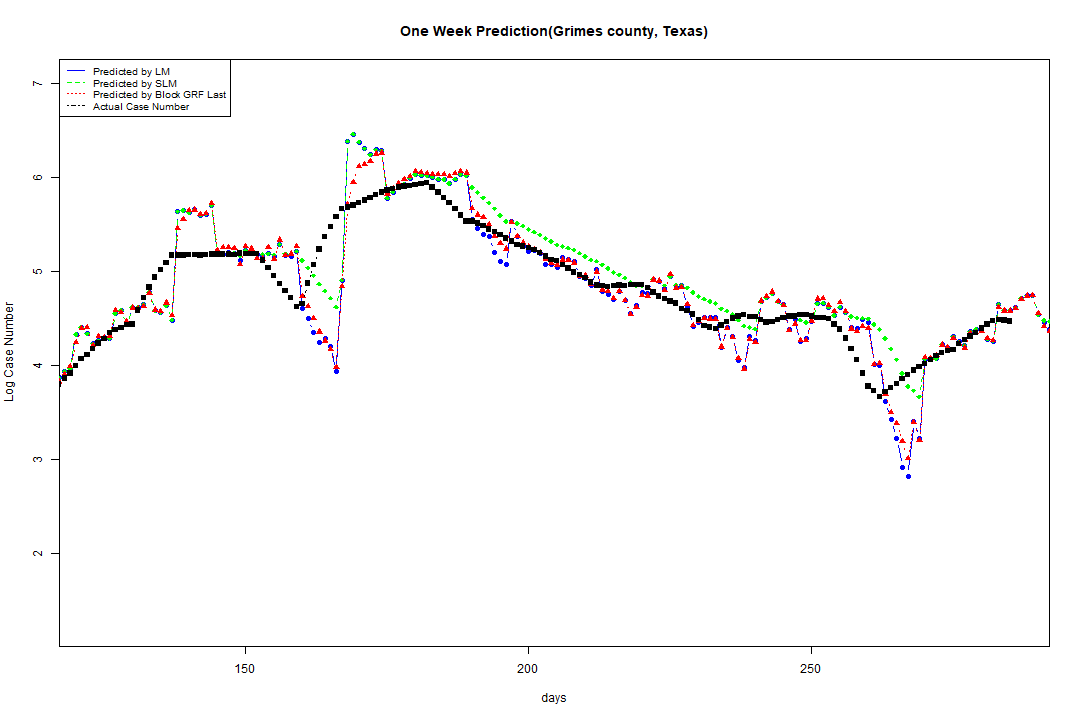 One Week Prediction(Grimes county, Texas)
Predicted by LM
Predicted by SLM
Predicted by Block GRF Last
Actual Case Number
7
6
5
4
3
2
Log Case Number
150
200
250
days